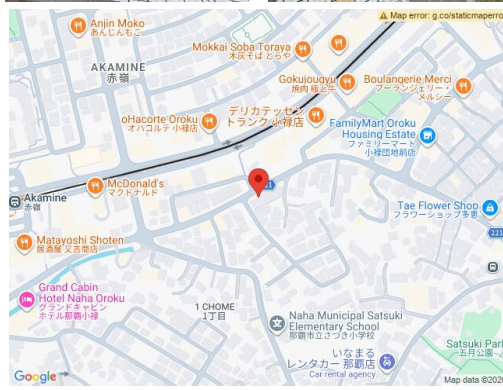 Map error: g.co/staticmaperro
Anjin Moko
あんじんもこ
Mokkai Soba Toraya
木灰そば とらや
AKAMINE
赤嶺
Gokujougyu
焼肉 極上牛
Boulangerie Merci
ブーランジェリー・
メルシー
oHacorte Oroku
オハコルテ 小禄店
デリカテッセン
トランク 小禄店
FamilyMart Oroku
Housing Estate
ファミリーマート
小禄団地前店
McDonald's
マクドナルド
Akamine
赤嶺
Tae Flower Shop
フラワーショップ多恵
221
Matayoshi Shoten
居酒屋 又吉商店
Grand Cabin
Hotel Naha Oroku
グランドキャビン
ホテル那覇小禄
1 CHOME
1丁目
Naha Municipal Satsuki
Elementary School
那覇市立さつき小学校
Satsuki Park
五月公園
いなまる
レンタカー 那覇店
Car rental agency
Google
Map data ©202